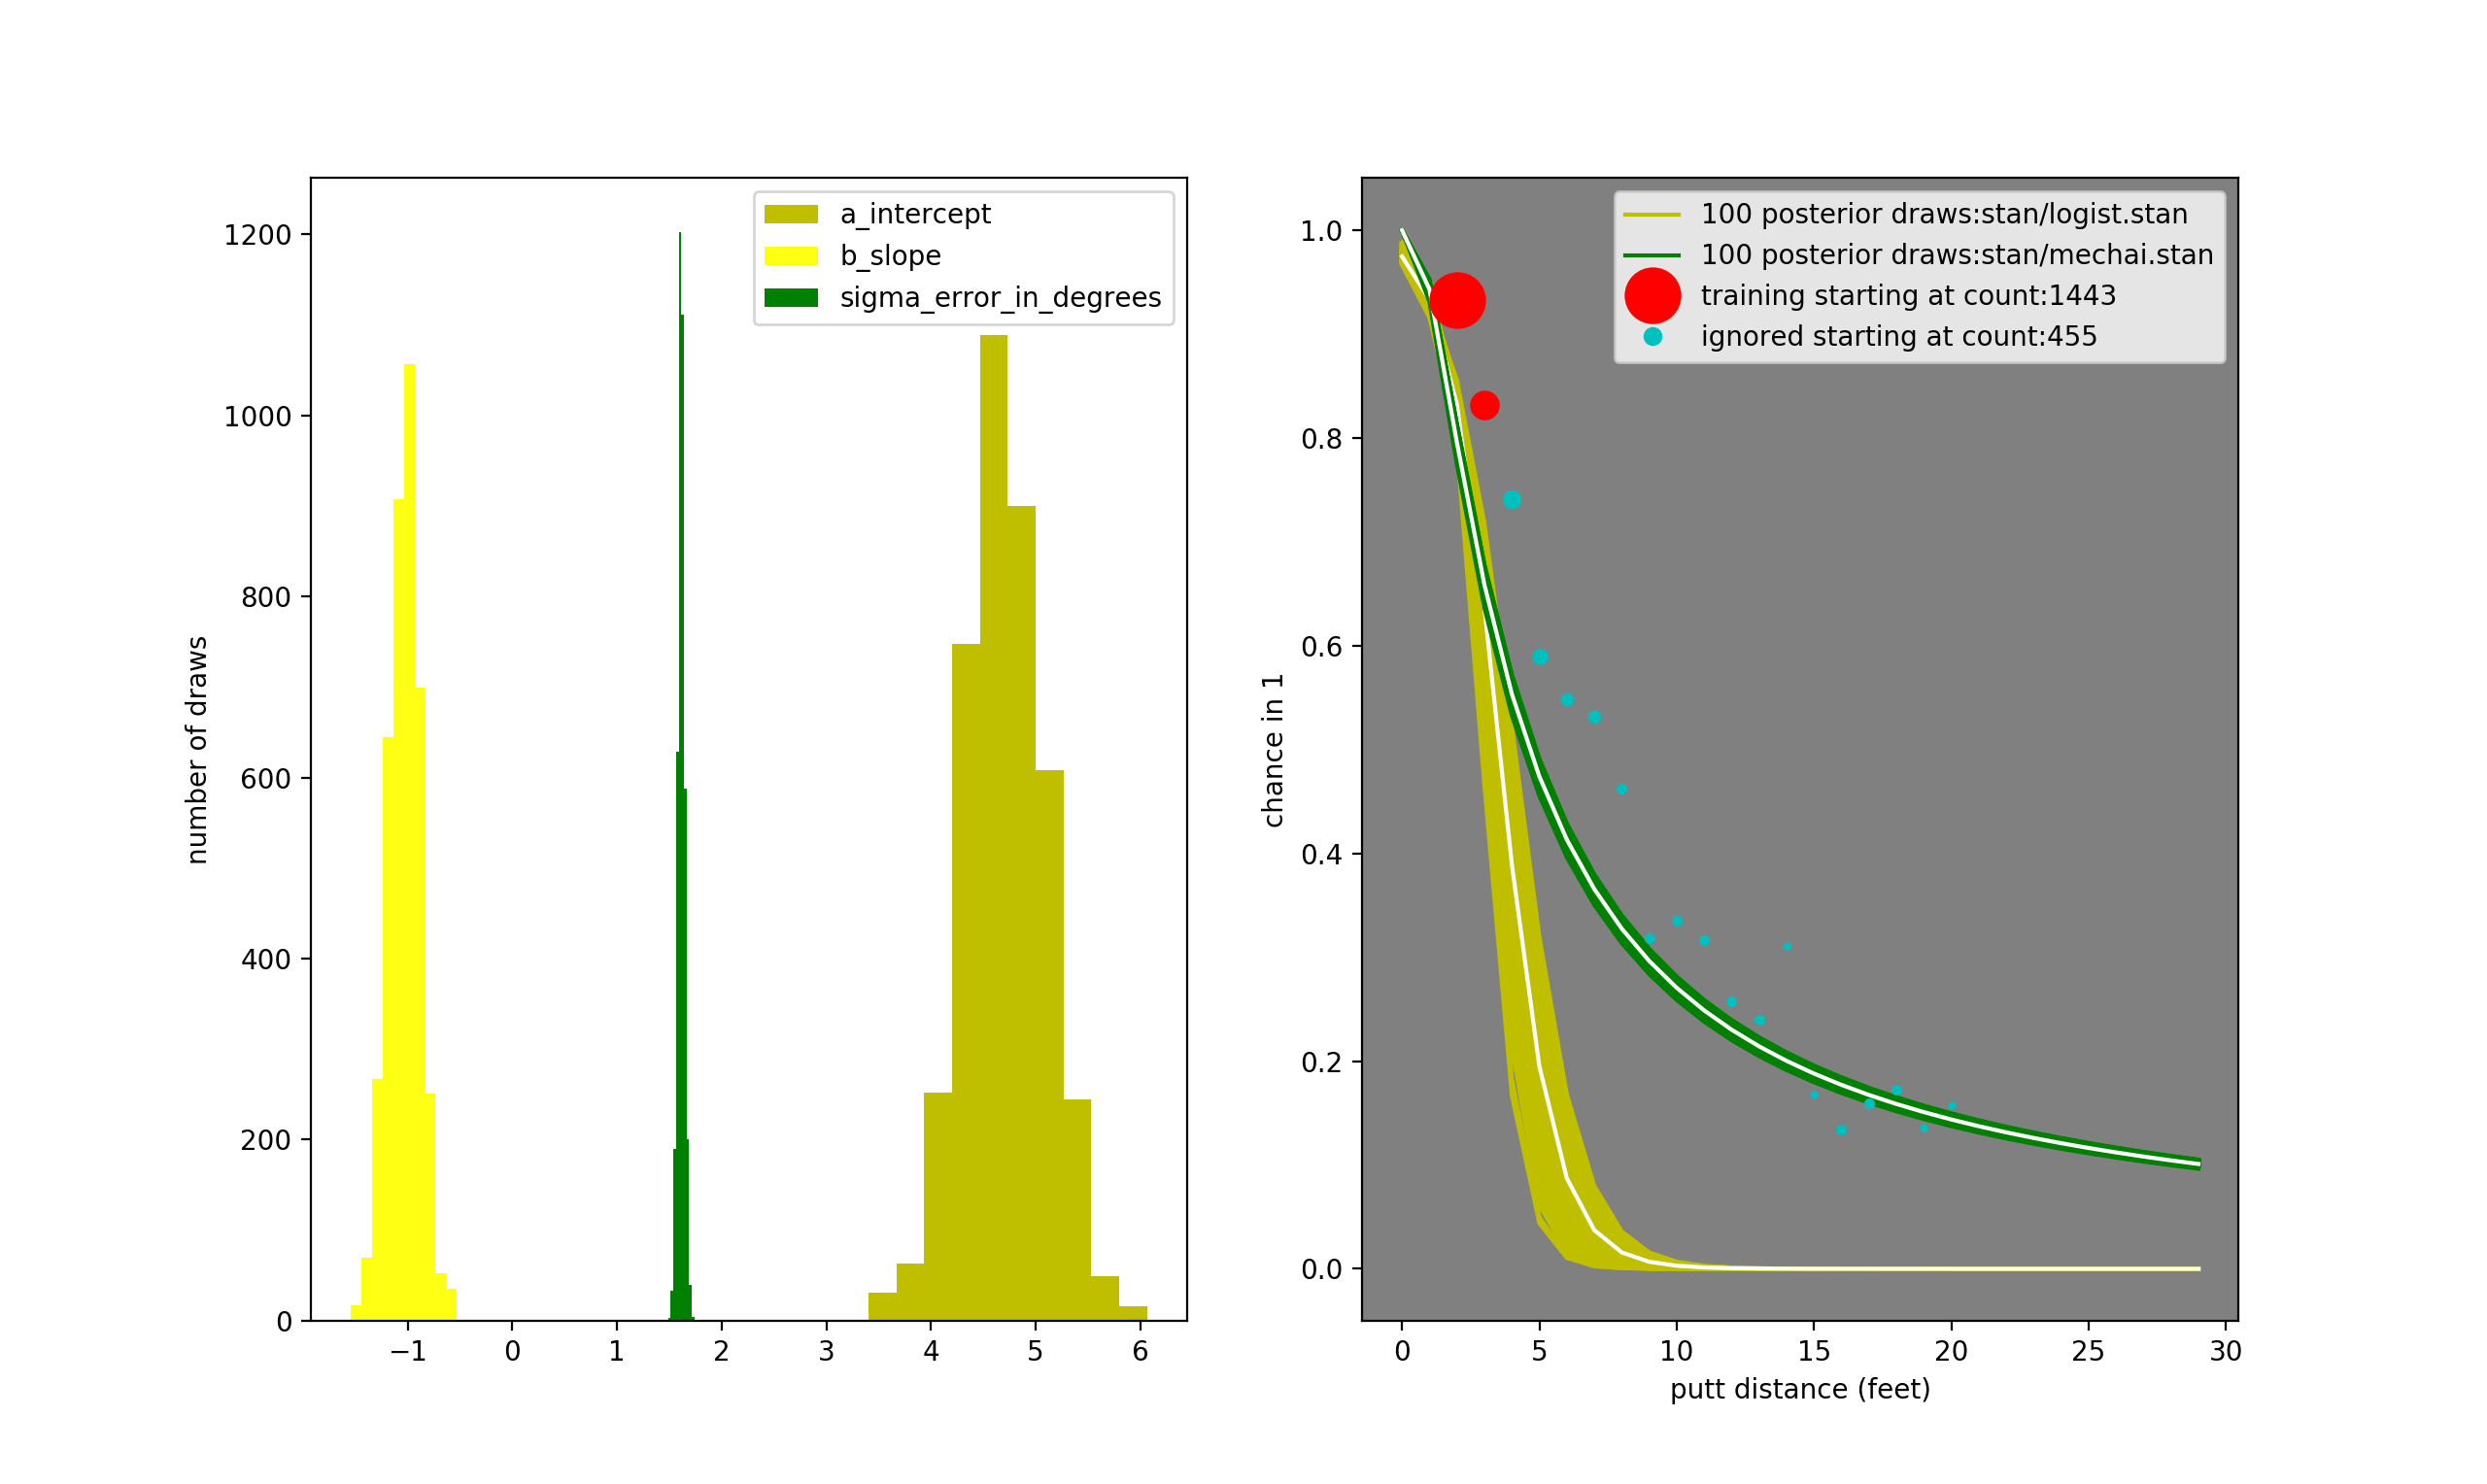 a_intercept
b_slope
sigma_error_in_degrees
number of draws
1200
1000
800
600
400
200
0
−1 0 1 2 3 4 5 6
100 posterior draws:stan/logist.stan
100 posterior draws:stan/mechai.stan
training starting at count:1443
ignored starting at count:455
chance in 1
1.0
0.8
0.6
0.4
0.2
0.0
0 5 10 15 20 25 30
putt distance (feet)